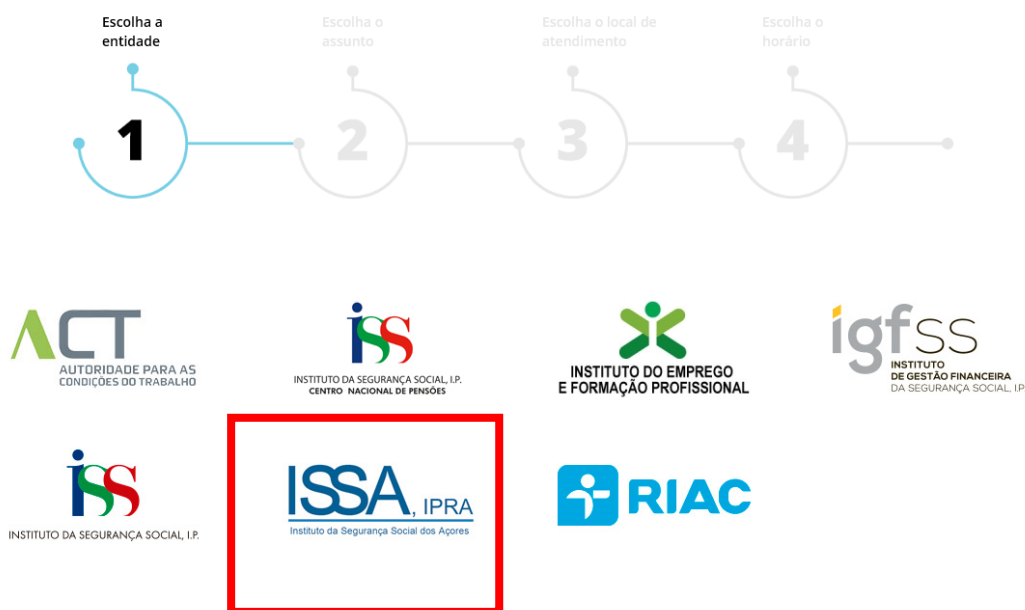 Escolha a
entidade
Escolha o
assunto
Escolha o local de
atendimento
Escolha o
horário
1
2
3
4
ACT
AUTORIDADE PARA AS
CONDIÇÕES DO TRABALHO
iss
INSTITUTO DA SEGURANÇA SOCIAL, I.P.
CENTRO NACIONAL DE PENSÕES
INSTITUTO DO EMPREGO
E FORMAÇÃO PROFISSIONAL
igfss
INSTITUTO
DE GESTÃO FINANCEIRA
DA SEGURANÇA SOCIAL, I.P.
iss
INSTITUTO DA SEGURANÇA SOCIAL, I.P.
ISSA, IPRA
Instituto da Segurança Social dos Açores
RIAC